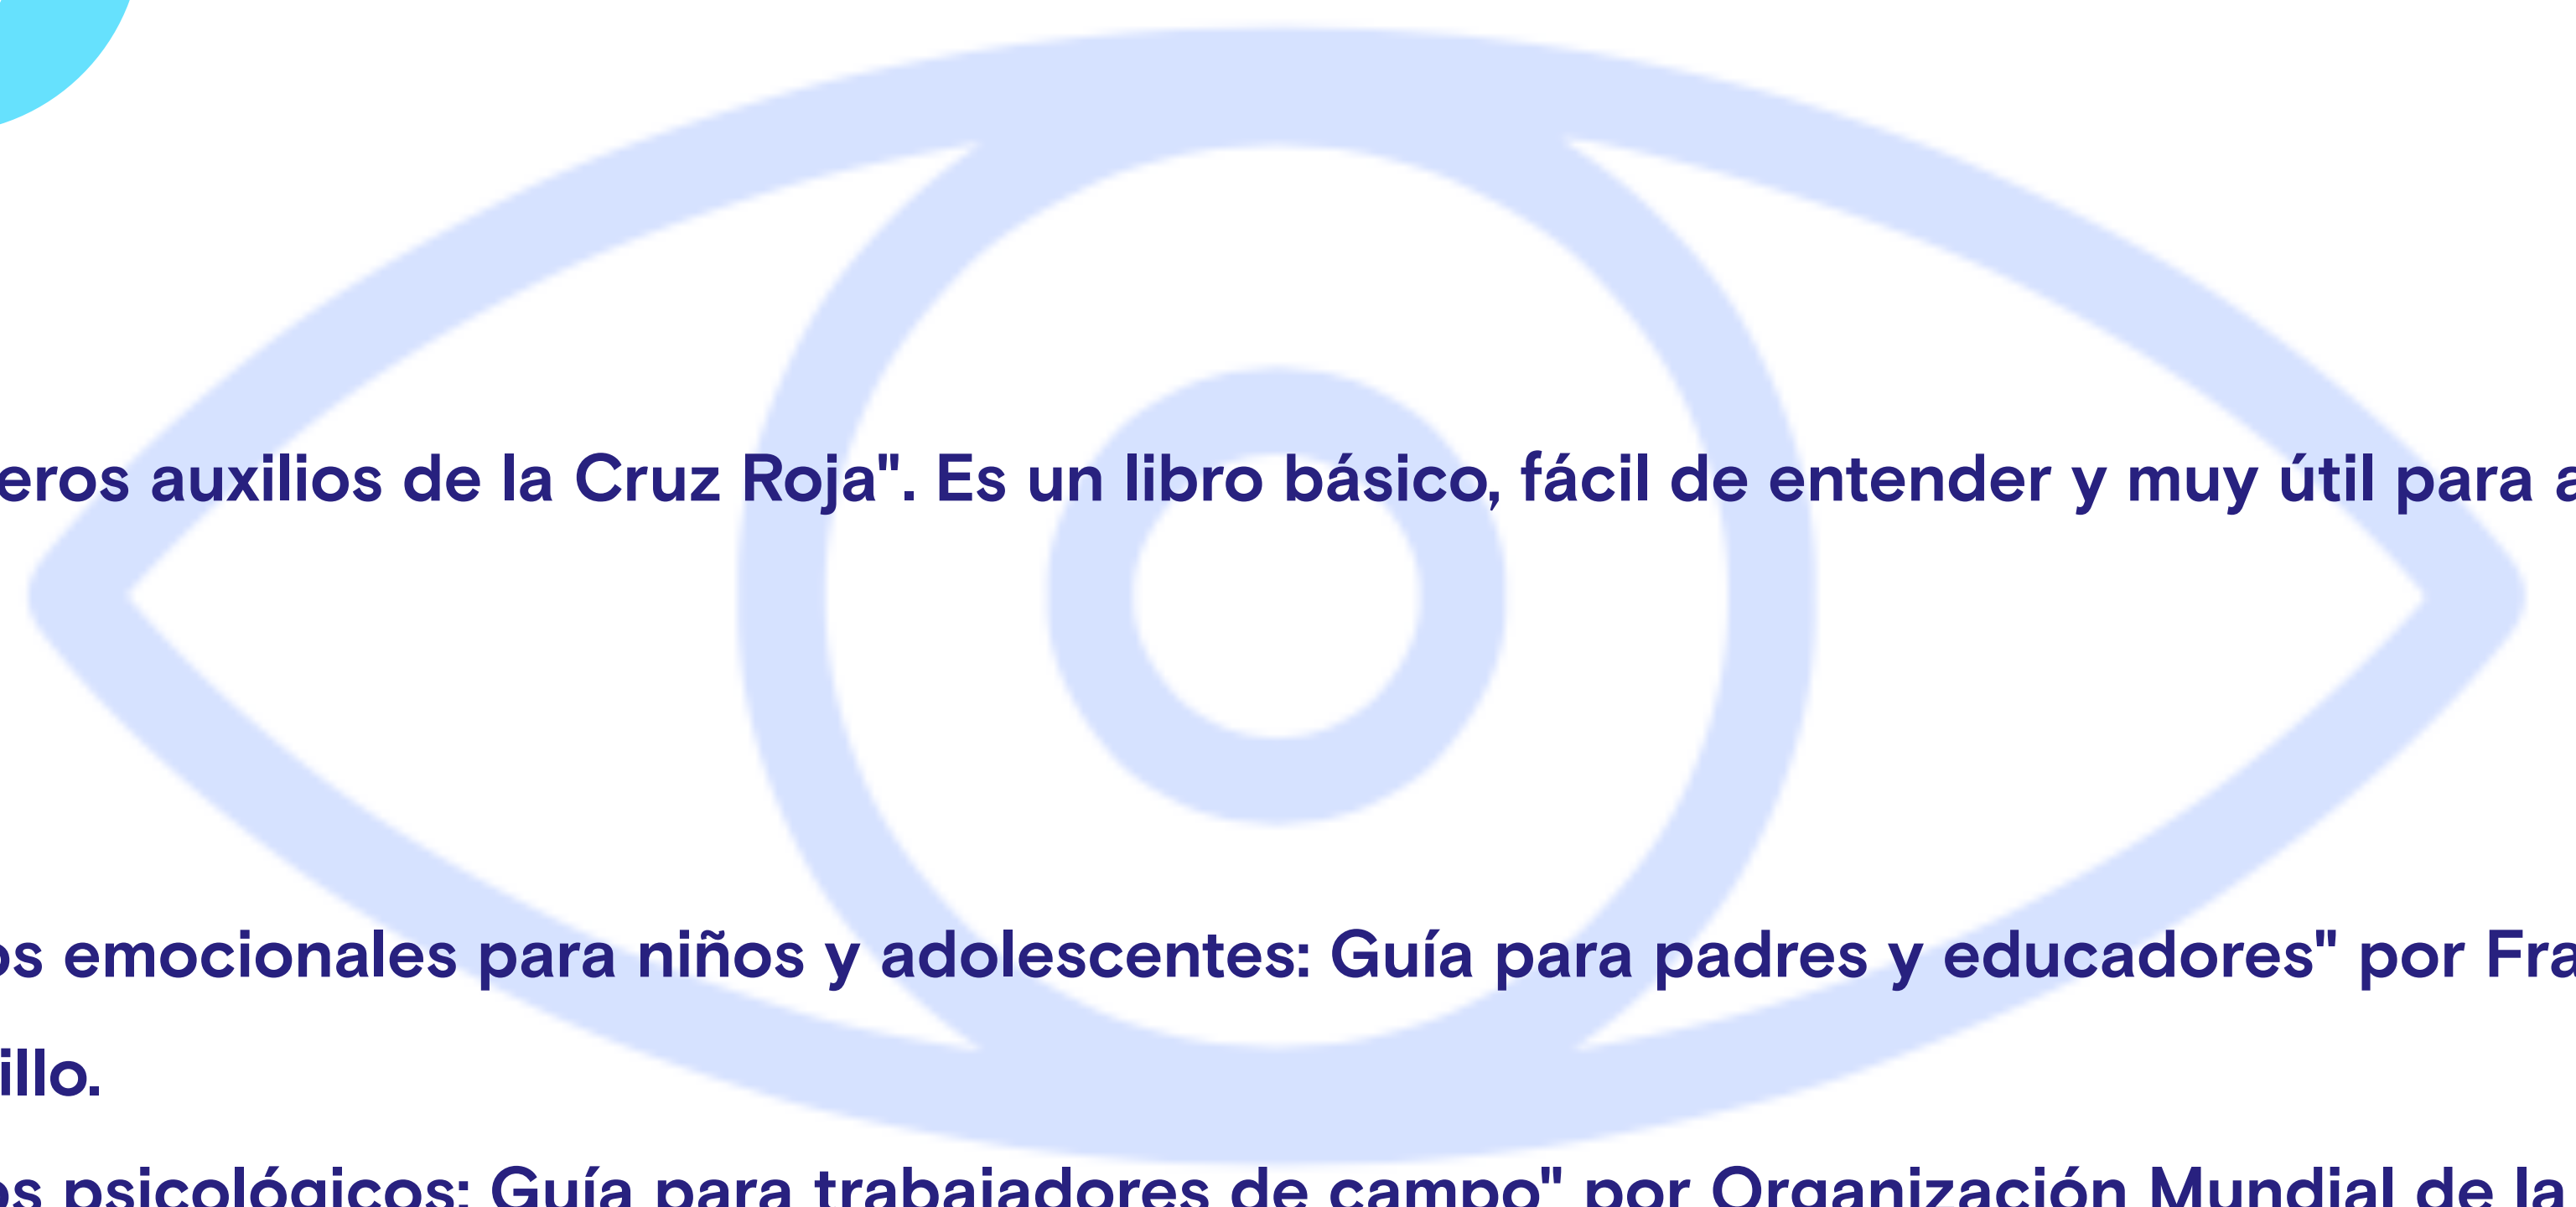 eros auxilios de la Cruz Roja". Es un libro básico, fácil de entender y muy útil para a
os emocionales para niños y adolescentes: Guía para padres y educadores" por Fra
illo.
os psicológicos: Guía para trabajadores de campo" por Organización Mundial de la